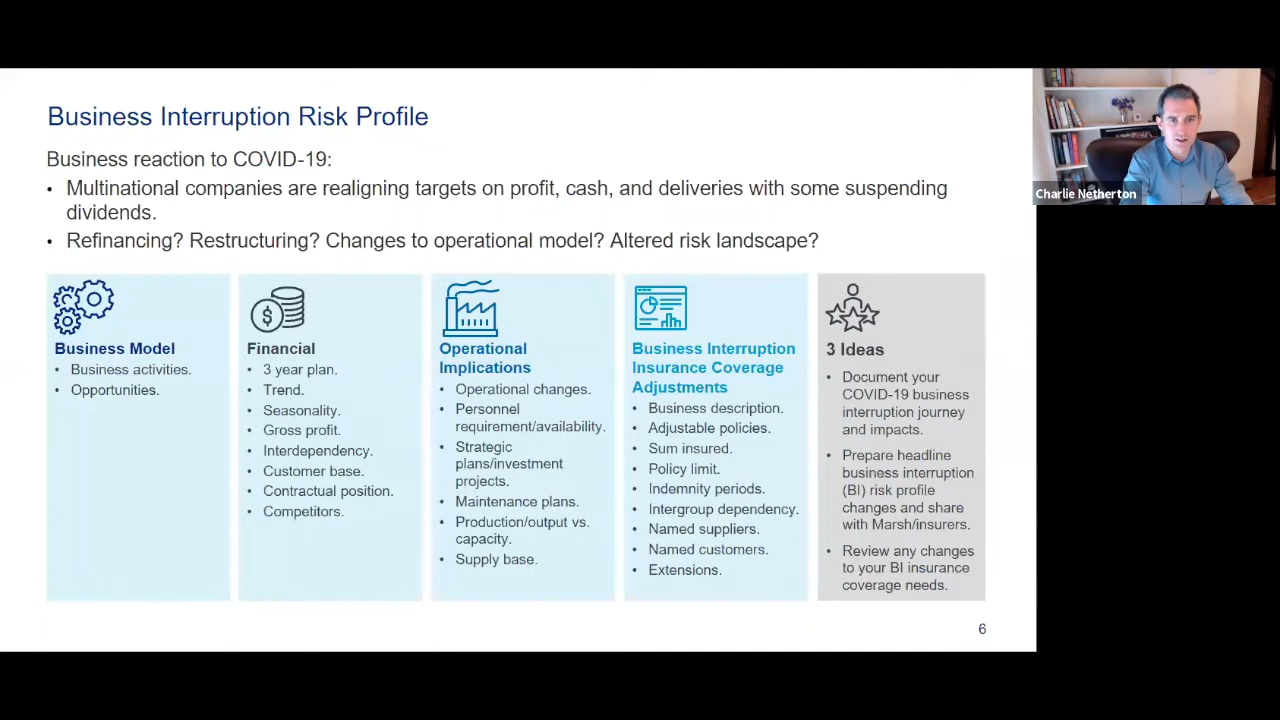 Business Interruption Risk Profile
Business reaction to COVID-19:
• Multinational companies are realigning targets on profit, cash, and deliveries with some suspending
dividends.
• Refinancing? Restructuring? Changes to operational model? Altered risk landscape?
Business Model
• Business activities.
• Opportunities.
Financial
• 3 year plan.
• Trend.
• Seasonality.
• Gross profit.
• Interdependency.
• Customer base.
• Contractual position.
• Competitors.
Operational
Implications
• Operational changes.
• Personnel
requirement/availability.
• Strategic
plans/investment
projects.
• Maintenance plans.
• Production/output vs.
capacity.
• Supply base.
Business Interruption
Insurance Coverage
Adjustments
• Business description.
• Adjustable policies.
• Sum insured.
• Policy limit.
• Indemnity periods.
• Intergroup dependency.
• Named suppliers.
• Named customers.
• Extensions.
3 Ideas
• Document your
COVID-19 business
interruption journey
and impacts.
• Prepare headline
business interruption
(BI) risk profile
changes and share
with Marsh/insurers.
• Review any changes
to your BI insurance
coverage needs.
6
Charlie Netherton